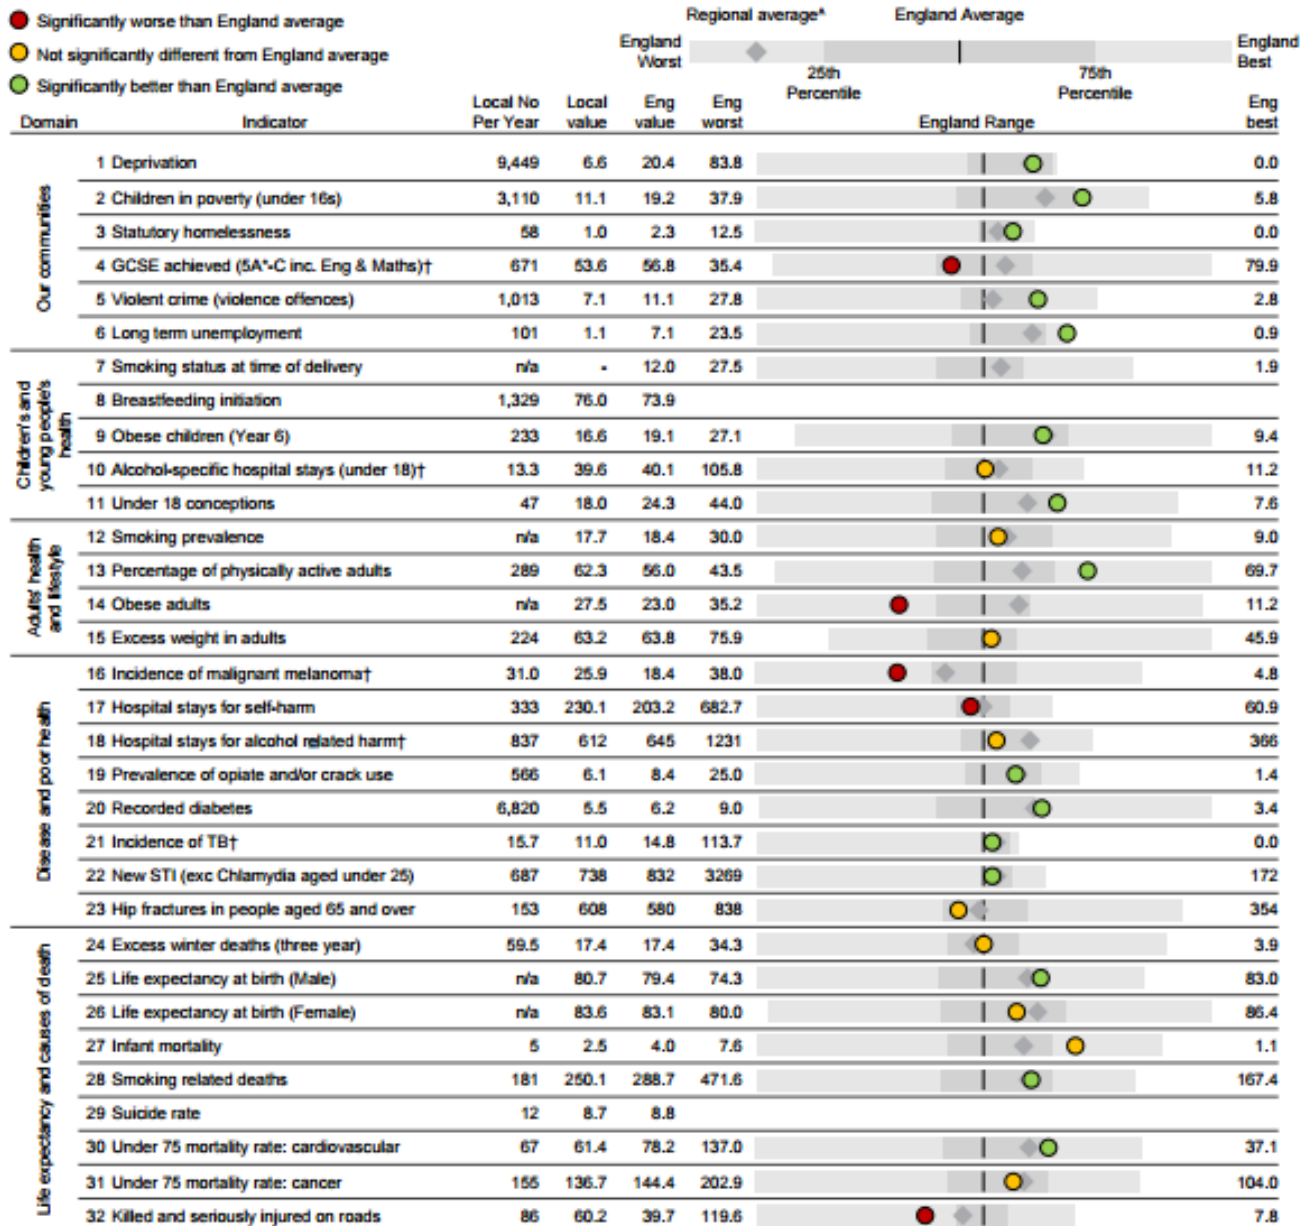 Significantly worse than England average
Not significantly different from England average
Significantly better than England average
Regional average* England Average
England Worst England Best
25th Percentile 75th Percentile
Domain Indicator Local No Per Year Local value Eng value Eng worst England Range Eng best
Our communities
1 Deprivation 9,449 6.6 20.4 83.8 0.0
2 Children in poverty (under 16s) 3,110 11.1 19.2 37.9 5.8
3 Statutory homelessness 58 1.0 2.3 12.5 0.0
4 GCSE achieved (5A*-C inc. Eng & Maths)† 671 53.6 56.8 35.4 79.9
5 Violent crime (violence offences) 1,013 7.1 11.1 27.8 2.8
6 Long term unemployment 101 1.1 7.1 23.5 0.9
Children's and young people's health
7 Smoking status at time of delivery n/a - 12.0 27.5 1.9
8 Breastfeeding initiation 1,329 76.0 73.9
9 Obese children (Year 6) 233 16.6 19.1 27.1 9.4
10 Alcohol-specific hospital stays (under 18)† 13.3 39.6 40.1 105.8 11.2
11 Under 18 conceptions 47 18.0 24.3 44.0 7.6
Adults' health and lifestyle
12 Smoking prevalence n/a 17.7 18.4 30.0 9.0
13 Percentage of physically active adults 289 62.3 56.0 43.5 69.7
14 Obese adults n/a 27.5 23.0 35.2 11.2
15 Excess weight in adults 224 63.2 63.8 75.9 45.9
Disease and poor health
16 Incidence of malignant melanoma† 31.0 25.9 18.4 38.0 4.8
17 Hospital stays for self-harm 333 230.1 203.2 682.7 60.9
18 Hospital stays for alcohol related harm† 837 612 645 1231 366
19 Prevalence of opiate and/or crack use 566 6.1 8.4 25.0 1.4
20 Recorded diabetes 6,820 5.5 6.2 9.0 3.4
21 Incidence of TB† 15.7 11.0 14.8 113.7 0.0
22 New STI (exc Chlamydia aged under 25) 687 738 832 3269 172
23 Hip fractures in people aged 65 and over 153 608 580 838 354
Life expectancy and causes of death
24 Excess winter deaths (three year) 59.5 17.4 17.4 34.3 3.9
25 Life expectancy at birth (Male) n/a 80.7 79.4 74.3 83.0
26 Life expectancy at birth (Female) n/a 83.6 83.1 80.0 86.4
27 Infant mortality 5 2.5 4.0 7.6 1.1
28 Smoking related deaths 181 250.1 288.7 471.6 167.4
29 Suicide rate 12 8.7 8.8
30 Under 75 mortality rate: cardiovascular 67 61.4 78.2 137.0 37.1
31 Under 75 mortality rate: cancer 155 136.7 144.4 202.9 104.0
32 Killed and seriously injured on roads 86 60.2 39.7 119.6 7.8